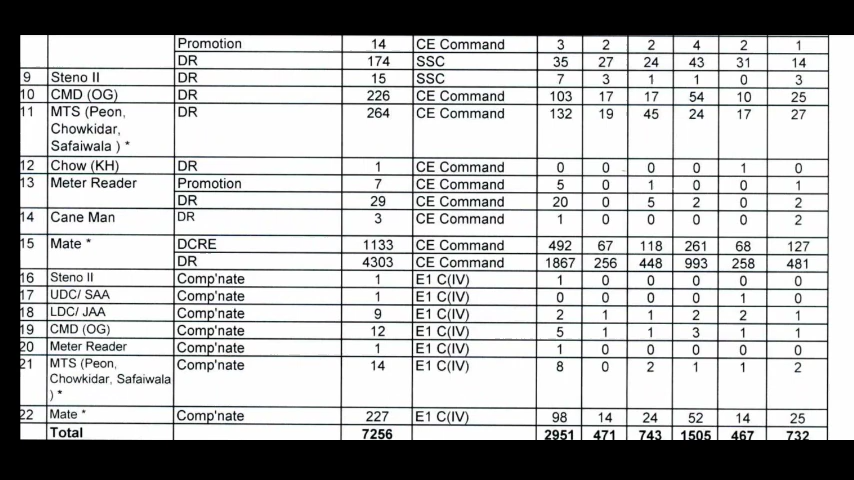 Promotion 14 CE Command 3 2 2 4 2 1
DR 174 SSC 35 27 24 43 31 14
9 Steno II DR 15 SSC 7 3 1 1 0 3
10 CMD (OG) DR 226 CE Command 103 17 17 54 10 25
11 MTS (Peon, DR 264 CE Command 132 19 45 24 17 27
Chowkidar,
Safaiwala ) *
12 Chow (KH) DR 1 CE Command 0 0 0 0 1 0
13 Meter Reader Promotion 7 CE Command 5 0 1 0 0 1
DR 29 CE Command 20 0 5 2 0 2
14 Cane Man DR 3 CE Command 1 0 0 0 0 2
15 Mate * DCRE 1133 CE Command 492 67 118 261 68 127
DR 4303 CE Command 1867 256 448 993 258 481
16 Steno II Comp'nate 1 E1 C(IV) 1 0 0 0 0 0
17 UDC/ SAA Comp'nate 1 E1 C(IV) 0 0 0 0 1 0
18 LDC/ JAA Comp'nate 9 E1 C(IV) 2 1 1 2 2 1
19 CMD (OG) Comp'nate 12 E1 C(IV) 5 1 1 3 1 1
20 Meter Reader Comp'nate 1 E1 C(IV) 1 0 0 0 0 0
21 MTS (Peon, Comp'nate 14 E1 C(IV) 8 0 2 1 1 2
Chowkidar, Safaiwala
) *
22 Mate * Comp'nate 227 E1 C(IV) 98 14 24 52 14 25
Total 7256 2951 471 743 1505 467 732